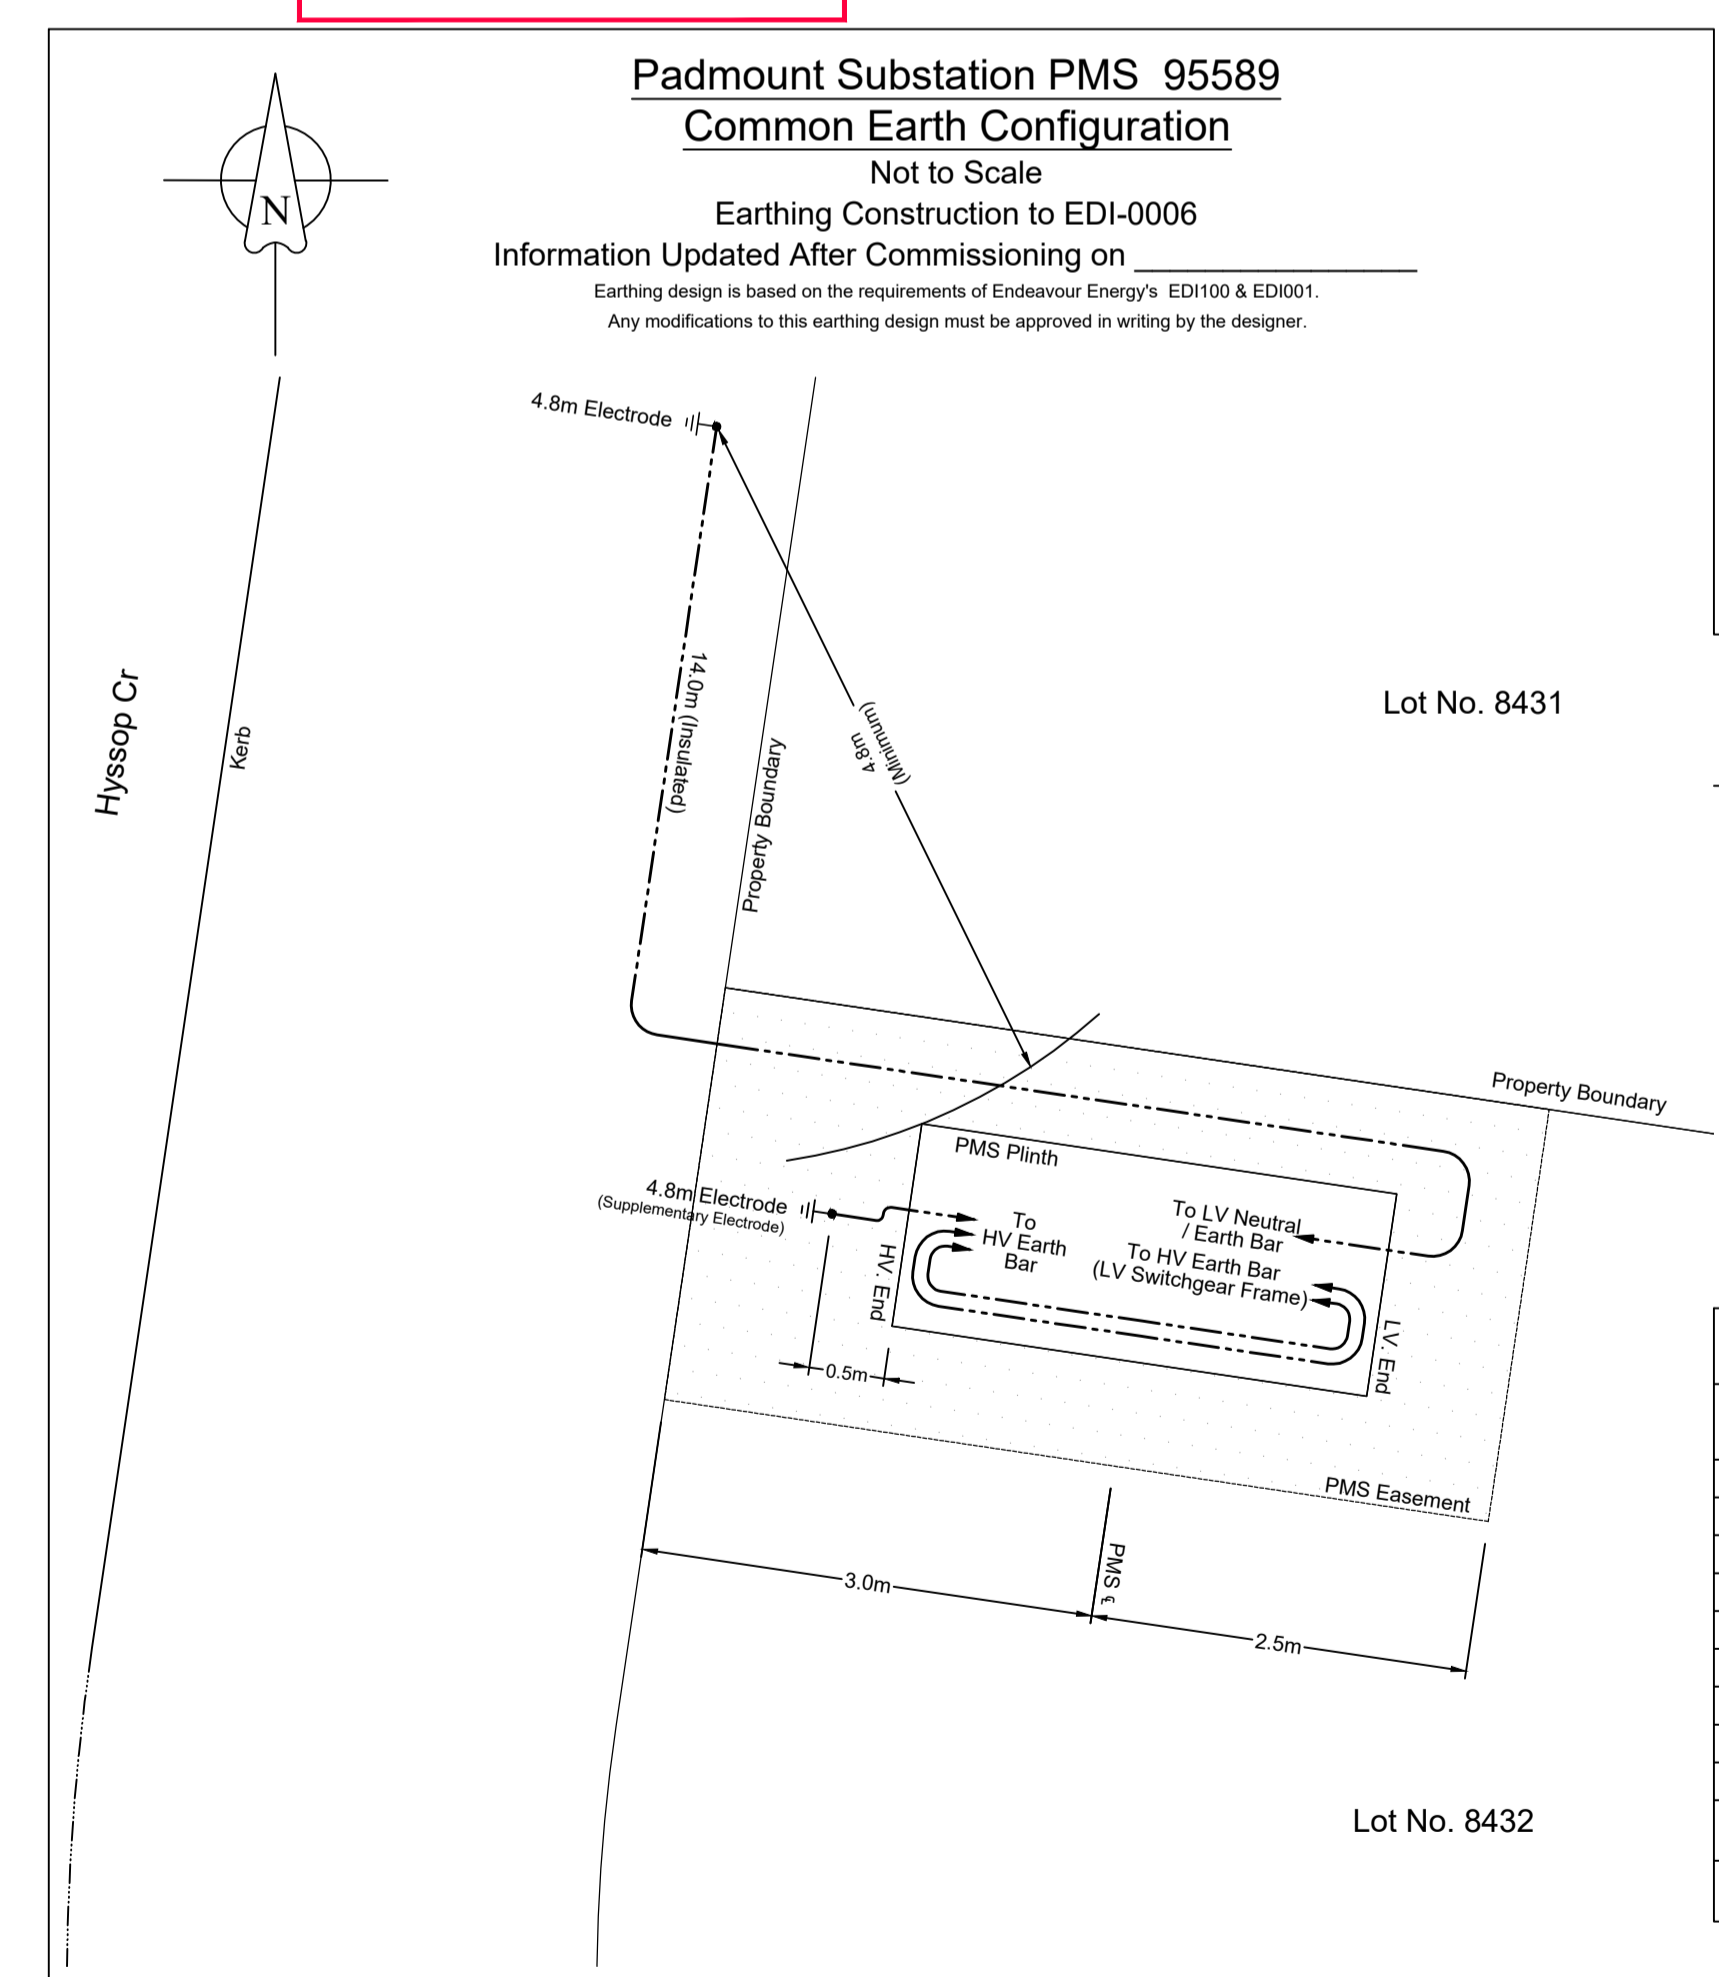 Padmount Substation PMS 95589
Common Earth Configuration
Not to Scale
Earthing Construction to EDI-0006
Information Updated After Commissioning on ________________
Earthing design is based on the requirements of Endeavour Energy's EDI100 & EDI001.
Any modifications to this earthing design must be approved in writing by the designer.
N
4.8m Electrode
14.0m (Insulated)
4.8m
(Minimum)
Lot No. 8431
Hyssop Cr
Kerb
Property Boundary
Property Boundary
PMS Plinth
4.8m Electrode
(Supplementary Electrode)
To
HV Earth
Bar
To LV Neutral
/ Earth Bar
To HV Earth Bar
(LV Switchgear Frame)
HV. End
LV. End
0.5m
PMS Easement
3.0m
PMS ℄
2.5m
Lot No. 8432